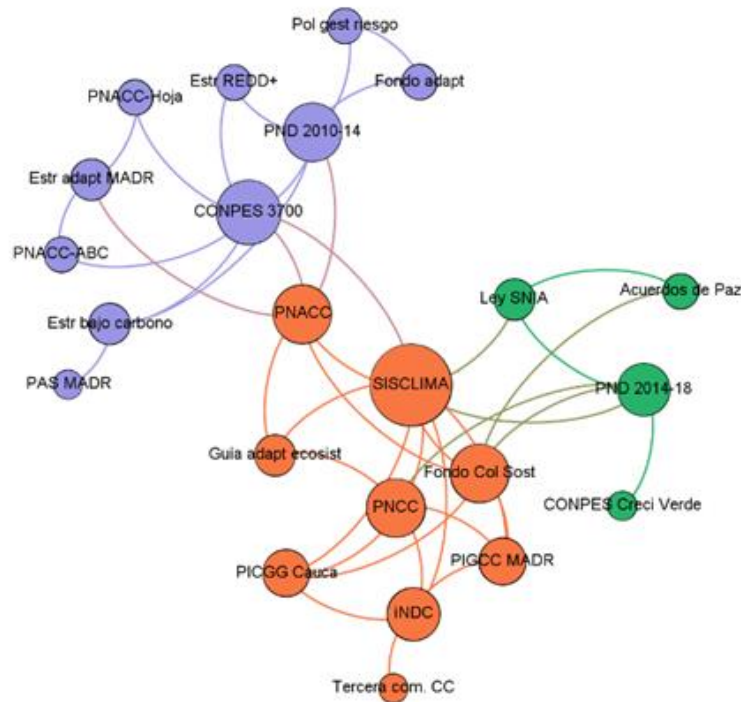 Pol gest riesgo
Estr REDD+
Fondo adapt
PNACC-Hoja
PND 2010-14
Estr adapt MADR
CONPES 3700
PNACC-ABC
Ley SNIA
Acuerdos de Paz
PNACC
Estr bajo carbono
SISCLIMA
PAS MADR
PND 2014-18
Guia adapt ecosist
Fondo Col Sost
PNCC
CONPES Creci Verde
PICGG Cauca
PIGCC MADR
iNDC
Tercera com. CC